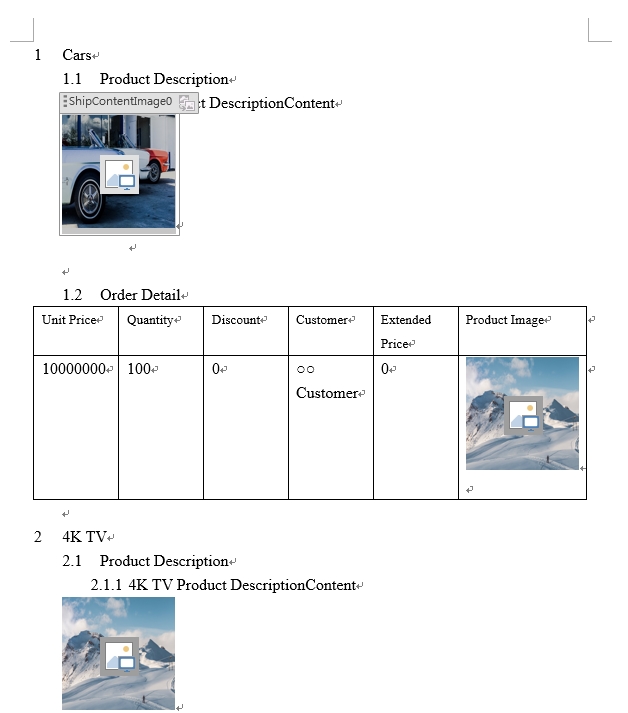 1 Cars
1.1 Product Description
ShipContentImage0 t DescriptionContent
1.2 Order Detail
Unit Price Quantity Discount Customer Extended Price Product Image
10000000 100 0 ○○ Customer 0
2 4K TV
2.1 Product Description
2.1.1 4K TV Product DescriptionContent